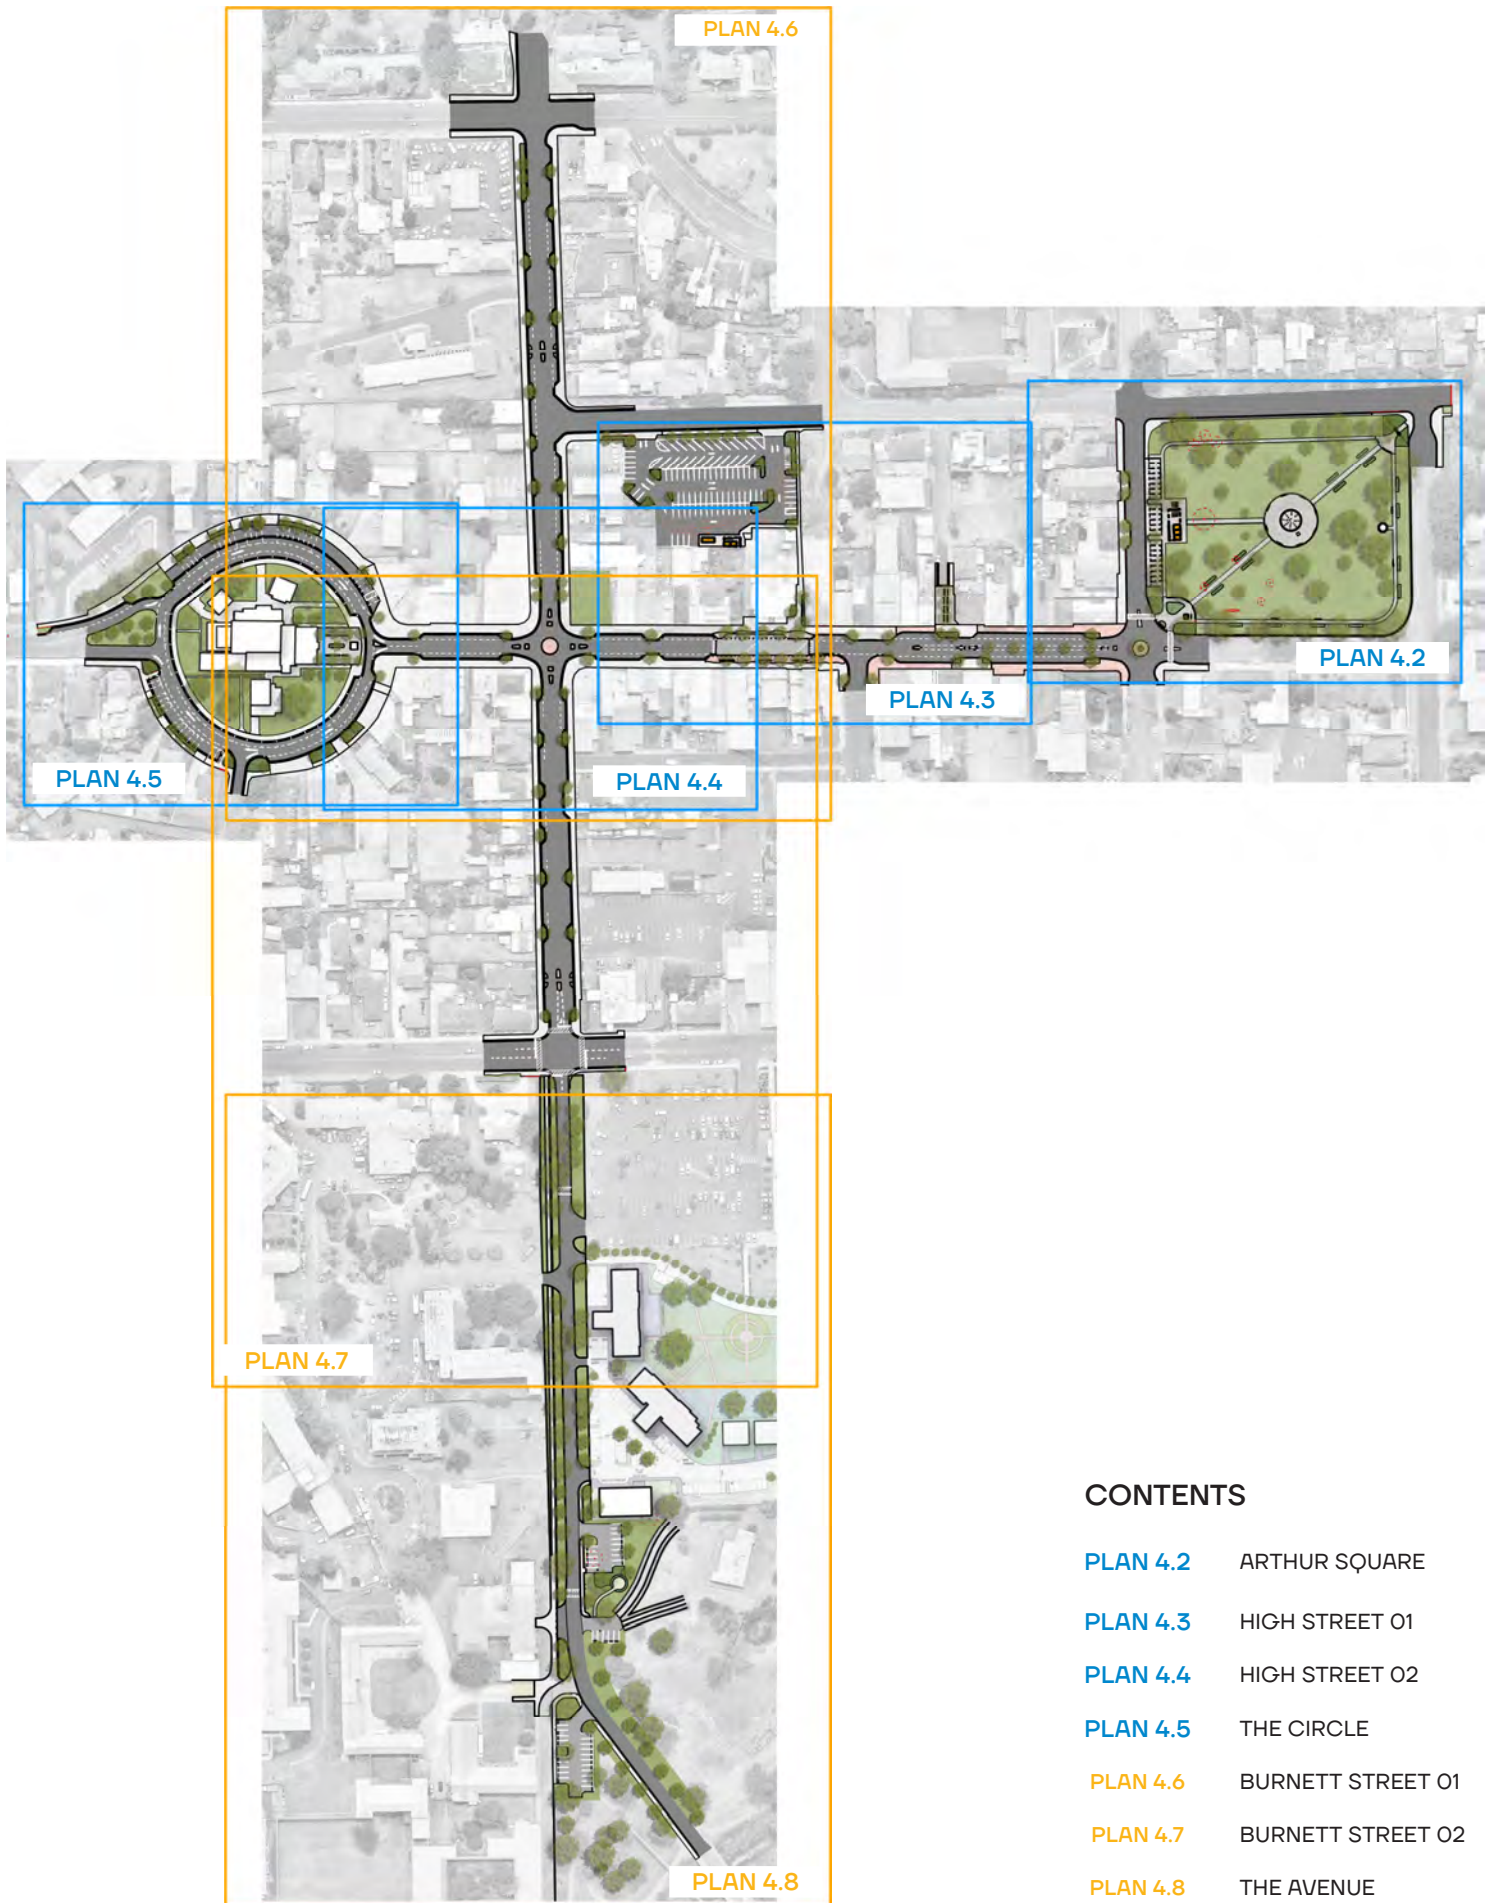 PLAN 4.6
PLAN 4.2
PLAN 4.3
PLAN 4.5
PLAN 4.4
PLAN 4.7
PLAN 4.8
CONTENTS
PLAN 4.2 ARTHUR SQUARE
PLAN 4.3 HIGH STREET 01
PLAN 4.4 HIGH STREET 02
PLAN 4.5 THE CIRCLE
PLAN 4.6 BURNETT STREET 01
PLAN 4.7 BURNETT STREET 02
PLAN 4.8 THE AVENUE